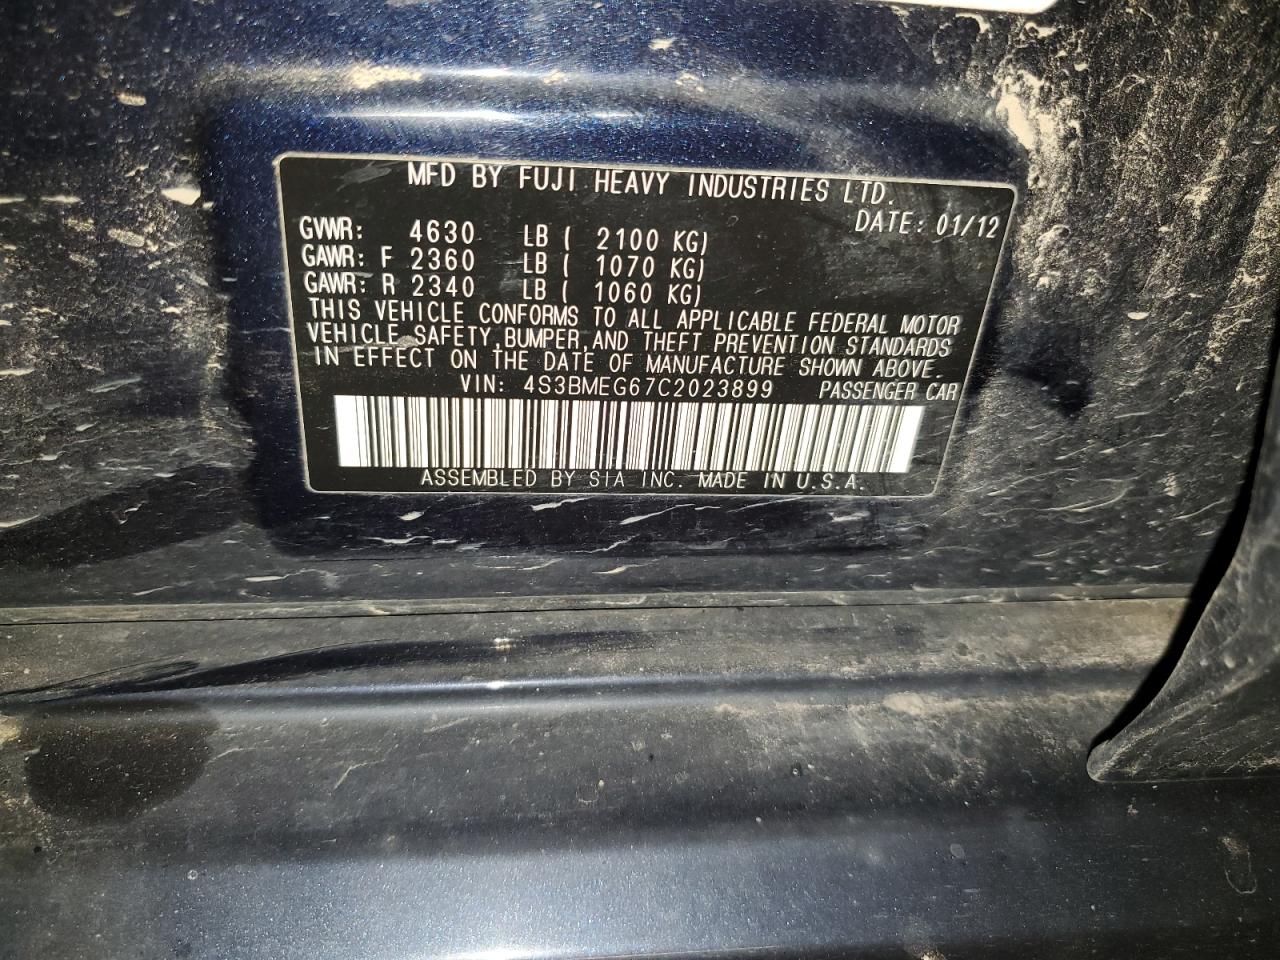 MFD BY FUJI HEAVY INDUSTRIES LTD.
DATE: 01/12
GVWR: 4630 LB ( 2100 KG)
GAWR: F 2360 LB ( 1070 KG)
GAWR: R 2340 LB ( 1060 KG)
THIS VEHICLE CONFORMS TO ALL APPLICABLE FEDERAL MOTOR
VEHICLE SAFETY, BUMPER, AND THEFT PREVENTION STANDARDS
IN EFFECT ON THE DATE OF MANUFACTURE SHOWN ABOVE.
VIN: 4S3BMEG67C2023899 PASSENGER CAR
ASSEMBLED BY SIA INC. MADE IN U.S.A.